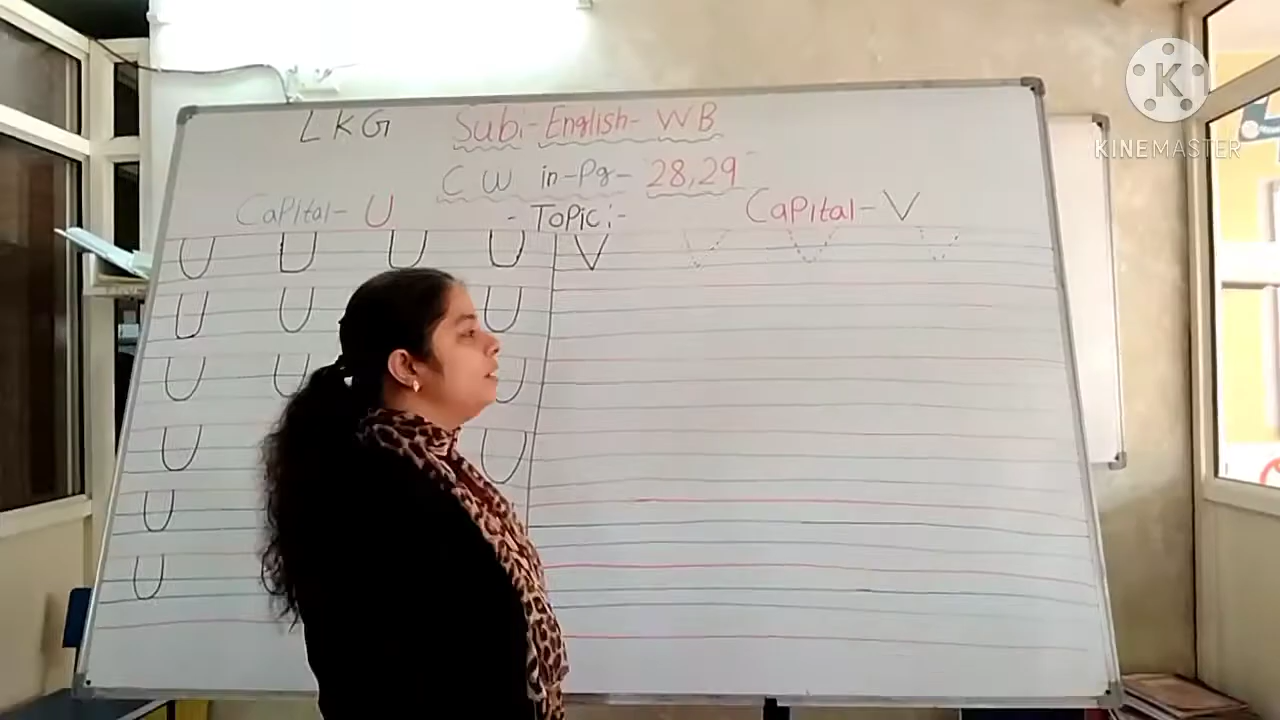 LKG Sub:- English- WB
CW in-Pg- 28,29
Capital- U - Topic:- Capital- V
U U U U V V V V
U U U
U U U
U U
U
U
K
KINEMASTER